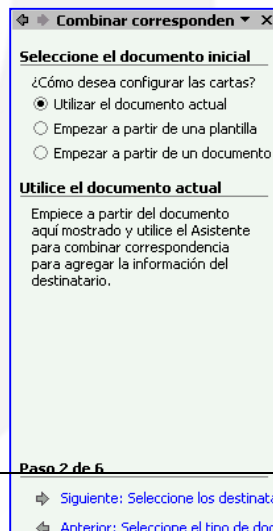 Combinar corresponden
Seleccione el documento inicial
¿Cómo desea configurar las cartas?
Utilizar el documento actual
Empezar a partir de una plantilla
Empezar a partir de un documento
Utilice el documento actual
Empiece a partir del documento
aquí mostrado y utilice el Asistente
para combinar correspondencia
para agregar la información del
destinatario.
Paso 2 de 6
Siguiente: Seleccione los destinata
Anterior: Seleccione el tipo de doc